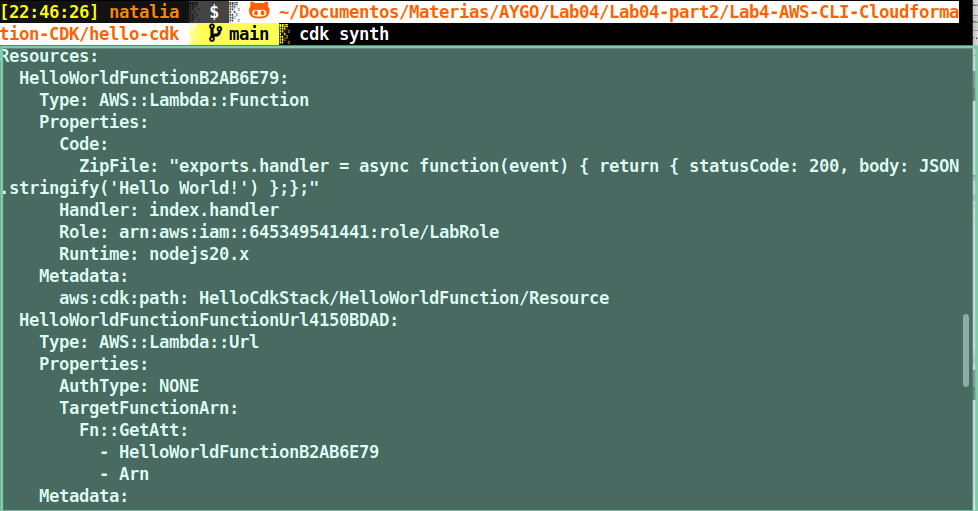 [22:46:26] natalia $ ~/Documentos/Materias/AYGO/Lab04/Lab04-part2/Lab4-AWS-CLI-Cloudforma
tion-CDK/hello-cdk main cdk synth
Resources:
  HelloWorldFunctionB2AB6E79:
    Type: AWS::Lambda::Function
    Properties:
      Code:
        ZipFile: "exports.handler = async function(event) { return { statusCode: 200, body: JSON
.stringify('Hello World!') };};"
      Handler: index.handler
      Role: arn:aws:iam::645349541441:role/LabRole
      Runtime: nodejs20.x
    Metadata:
      aws:cdk:path: HelloCdkStack/HelloWorldFunction/Resource
  HelloWorldFunctionFunctionUrl4150BDAD:
    Type: AWS::Lambda::Url
    Properties:
      AuthType: NONE
      TargetFunctionArn:
        Fn::GetAtt:
          - HelloWorldFunctionB2AB6E79
          - Arn
    Metadata: